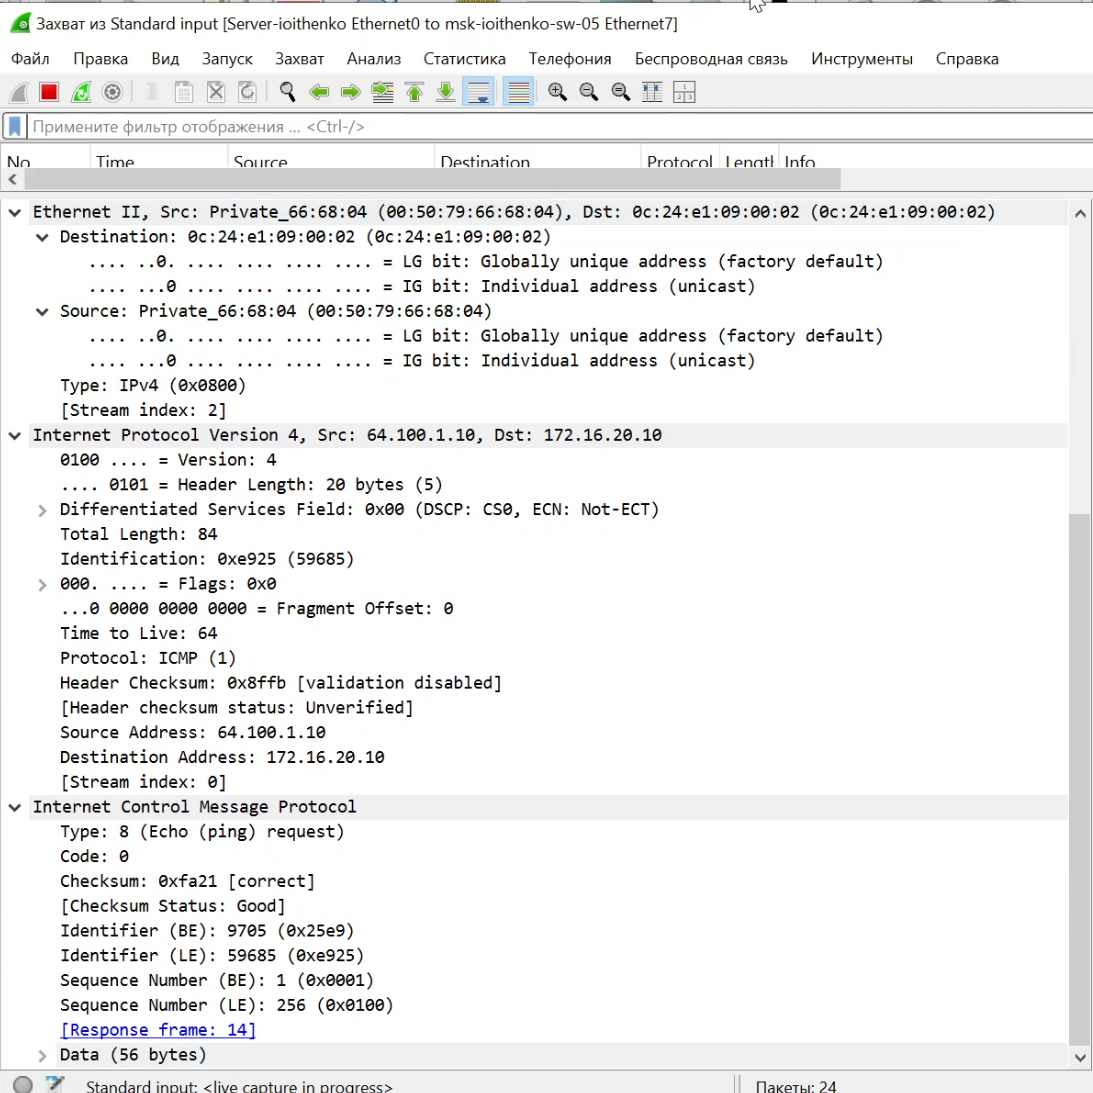 Захват из Standard input [Server-ioithenko Ethernet0 to msk-ioithenko-sw-05 Ethernet7]
Файл Правка Вид Запуск Захват Анализ Статистика Телефония Беспроводная связь Инструменты Справка
Примените фильтр отображения ... <Ctrl-/>
No. Time Source Destination Protocol Length Info
Ethernet II, Src: Private_66:68:04 (00:50:79:66:68:04), Dst: 0c:24:e1:09:00:02 (0c:24:e1:09:00:02)
Destination: 0c:24:e1:09:00:02 (0c:24:e1:09:00:02)
.... ..0. .... .... .... .... = LG bit: Globally unique address (factory default)
.... ...0 .... .... .... .... = IG bit: Individual address (unicast)
Source: Private_66:68:04 (00:50:79:66:68:04)
.... ..0. .... .... .... .... = LG bit: Globally unique address (factory default)
.... ...0 .... .... .... .... = IG bit: Individual address (unicast)
Type: IPv4 (0x0800)
[Stream index: 2]
Internet Protocol Version 4, Src: 64.100.1.10, Dst: 172.16.20.10
0100 .... = Version: 4
.... 0101 = Header Length: 20 bytes (5)
Differentiated Services Field: 0x00 (DSCP: CS0, ECN: Not-ECT)
Total Length: 84
Identification: 0xe925 (59685)
000. .... = Flags: 0x0
...0 0000 0000 0000 = Fragment Offset: 0
Time to Live: 64
Protocol: ICMP (1)
Header Checksum: 0x8ffb [validation disabled]
[Header checksum status: Unverified]
Source Address: 64.100.1.10
Destination Address: 172.16.20.10
[Stream index: 0]
Internet Control Message Protocol
Type: 8 (Echo (ping) request)
Code: 0
Checksum: 0xfa21 [correct]
[Checksum Status: Good]
Identifier (BE): 9705 (0x25e9)
Identifier (LE): 59685 (0xe925)
Sequence Number (BE): 1 (0x0001)
Sequence Number (LE): 256 (0x0100)
[Response frame: 14]
Data (56 bytes)
Standard input: <live capture in progress> Пакеты: 24